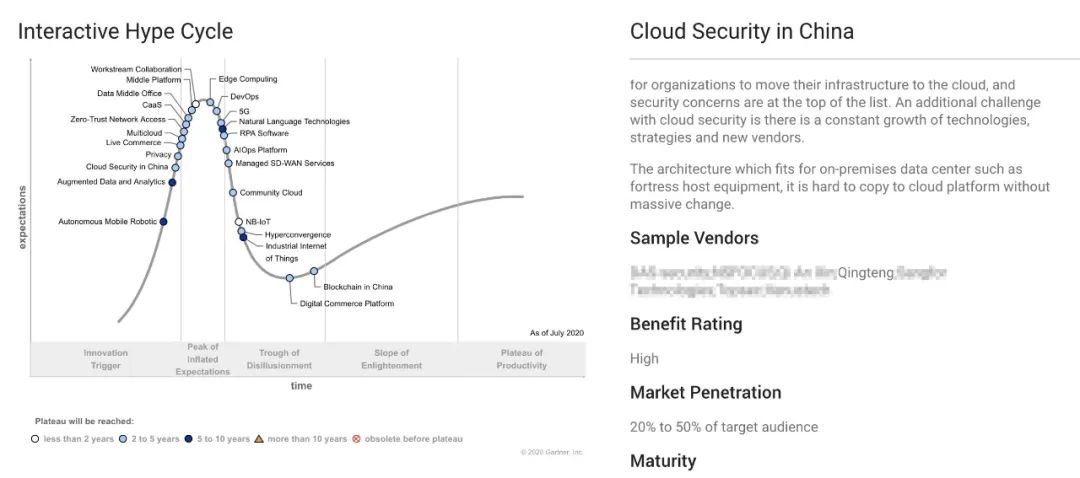 Interactive Hype Cycle
Workstream Collaboration
Middle Platform
Data Middle Office
CaaS
Zero-Trust Network Access
Multicloud
Live Commerce
Privacy
Cloud Security in China
Augmented Data and Analytics
Autonomous Mobile Robotic
Edge Computing
DevOps
5G
Natural Language Technologies
RPA Software
AIOps Platform
Managed SD-WAN Services
Community Cloud
NB-IoT
Hyperconvergence
Industrial Internet
of Things
Blockchain in China
Digital Commerce Platform
expectations
As of July 2020
Innovation
Trigger
Peak of
Inflated
Expectations
Trough of
Disillusionment
Slope of
Enlightenment
Plateau of
Productivity
time
Plateau will be reached:
less than 2 years 2 to 5 years 5 to 10 years more than 10 years obsolete before plateau
© 2020 Gartner, Inc.
Cloud Security in China
for organizations to move their infrastructure to the cloud, and
security concerns are at the top of the list. An additional challenge
with cloud security is there is a constant growth of technologies,
strategies and new vendors.
The architecture which fits for on-premises data center such as
fortress host equipment, it is hard to copy to cloud platform without
massive change.
Sample Vendors
Qingteng;
Benefit Rating
High
Market Penetration
20% to 50% of target audience
Maturity